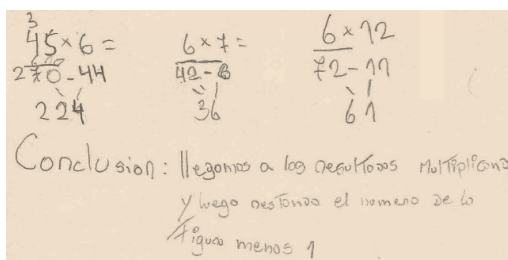 3
45 × 6 =
270 - 44
224
6 × 7 =
42 - 6
36
6 × 12
72 - 11
61
Conclusion: llegamos a los resultados multiplicando
y luego restando el numero de la
figura menos 1